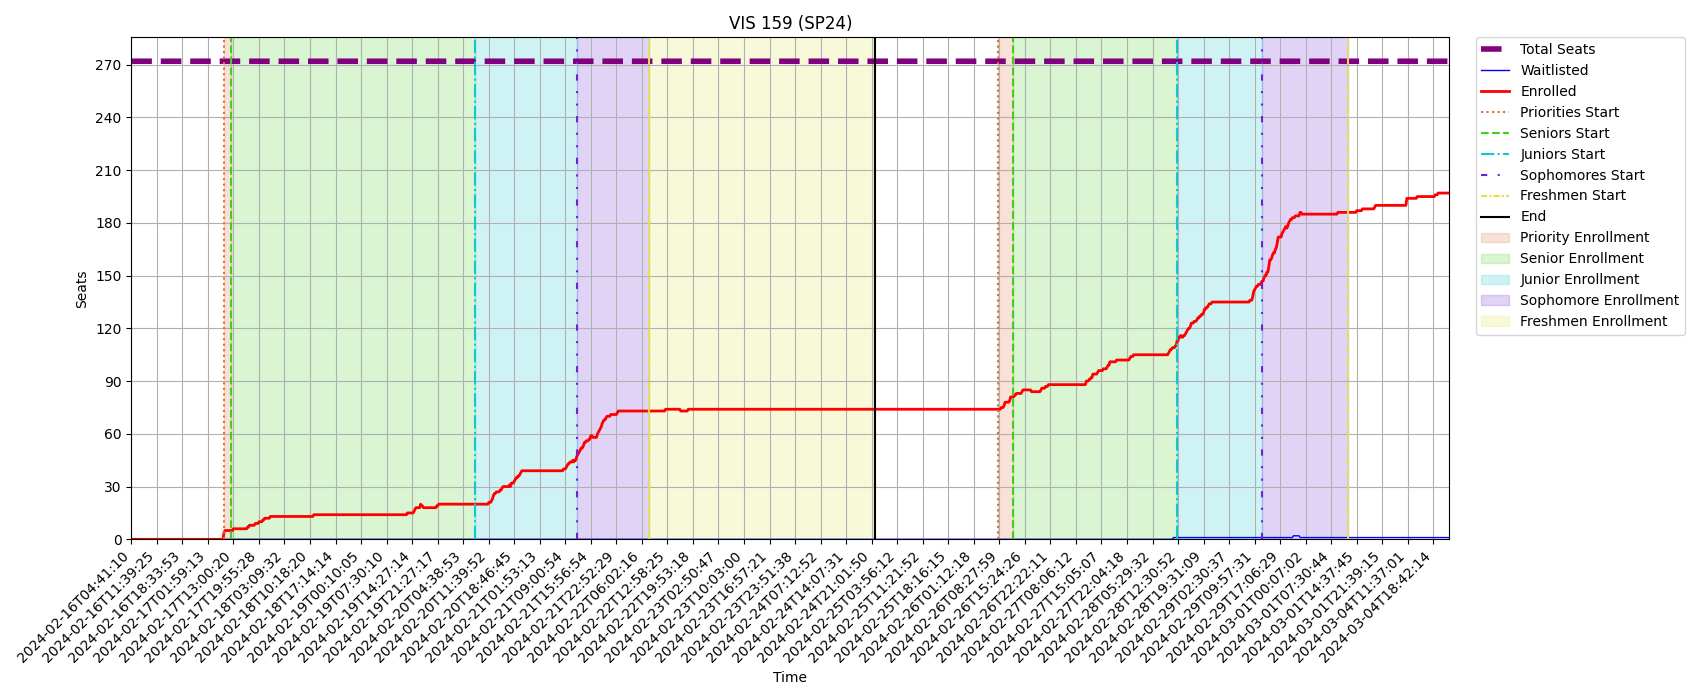 VIS 159 (SP24)
Seats
270
240
210
180
150
120
90
60
30
0
2024-02-16T04:41:10
2024-02-16T11:39:25
2024-02-16T18:33:53
2024-02-17T01:59:13
2024-02-17T13:00:20
2024-02-17T19:55:28
2024-02-18T03:09:32
2024-02-18T10:18:20
2024-02-18T17:14:14
2024-02-19T00:10:05
2024-02-19T07:30:10
2024-02-19T14:27:14
2024-02-19T21:27:17
2024-02-20T04:38:53
2024-02-20T11:39:52
2024-02-20T18:46:45
2024-02-21T01:53:13
2024-02-21T09:00:54
2024-02-21T15:56:54
2024-02-21T22:52:29
2024-02-22T06:02:16
2024-02-22T12:58:25
2024-02-22T19:53:18
2024-02-23T02:50:47
2024-02-23T10:03:00
2024-02-23T16:57:21
2024-02-23T23:51:38
2024-02-24T07:12:52
2024-02-24T14:07:31
2024-02-24T21:01:50
2024-02-25T03:56:12
2024-02-25T11:21:52
2024-02-25T18:16:15
2024-02-26T01:12:18
2024-02-26T08:27:59
2024-02-26T15:24:26
2024-02-26T22:22:11
2024-02-27T08:06:12
2024-02-27T15:05:07
2024-02-27T22:04:18
2024-02-28T05:29:32
2024-02-28T12:30:52
2024-02-28T19:31:09
2024-02-29T02:30:37
2024-02-29T09:57:31
2024-02-29T17:06:29
2024-03-01T00:07:02
2024-03-01T07:30:44
2024-03-01T14:37:45
2024-03-01T21:39:15
2024-03-04T11:37:01
2024-03-04T18:42:14
Time
Total Seats
Waitlisted
Enrolled
Priorities Start
Seniors Start
Juniors Start
Sophomores Start
Freshmen Start
End
Priority Enrollment
Senior Enrollment
Junior Enrollment
Sophomore Enrollment
Freshmen Enrollment